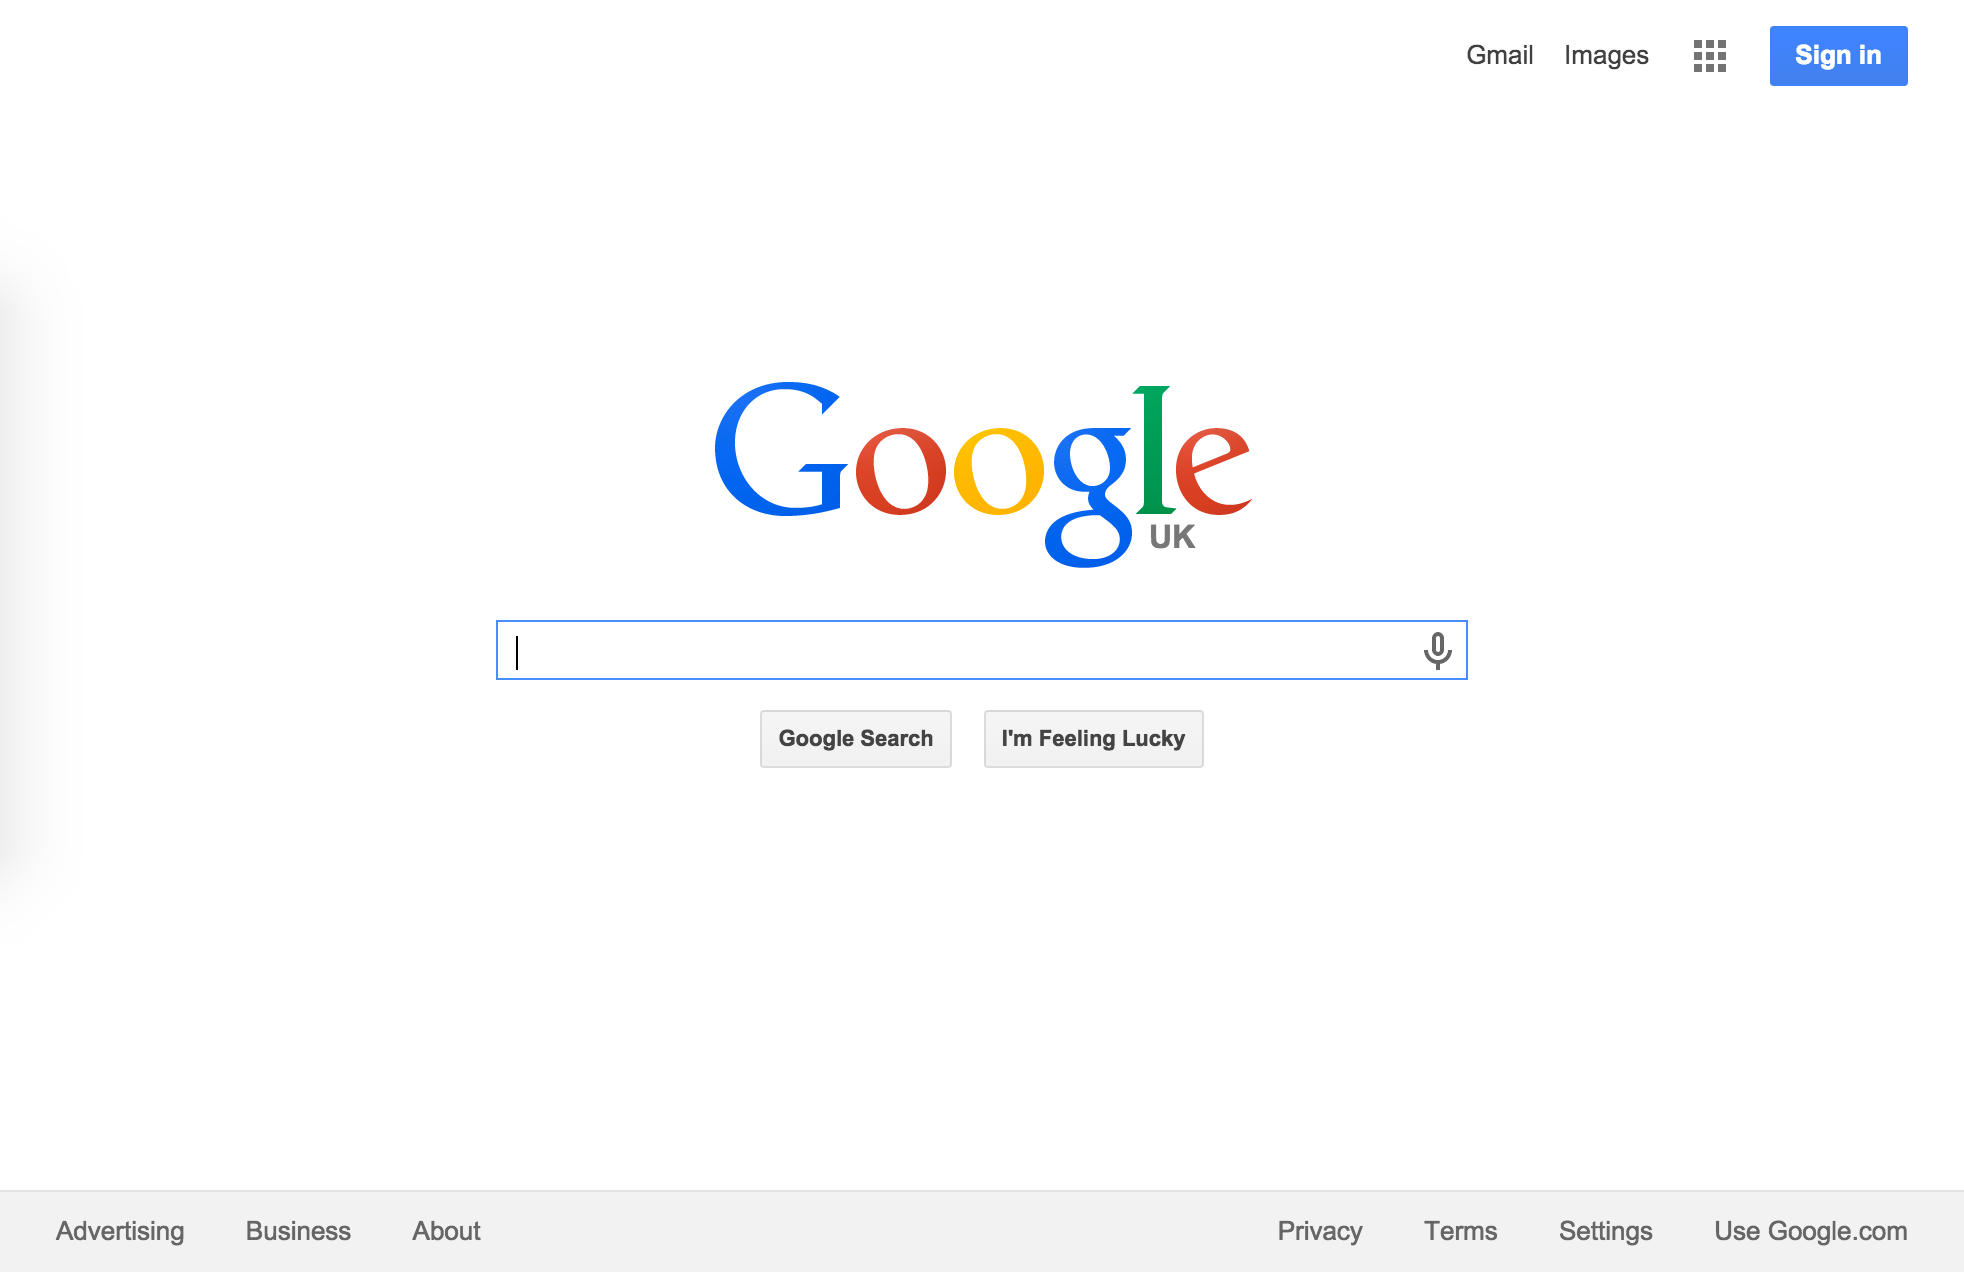 Gmail Images Sign in
Google
UK
Google Search I'm Feeling Lucky
Advertising Business About Privacy Terms Settings Use Google.com